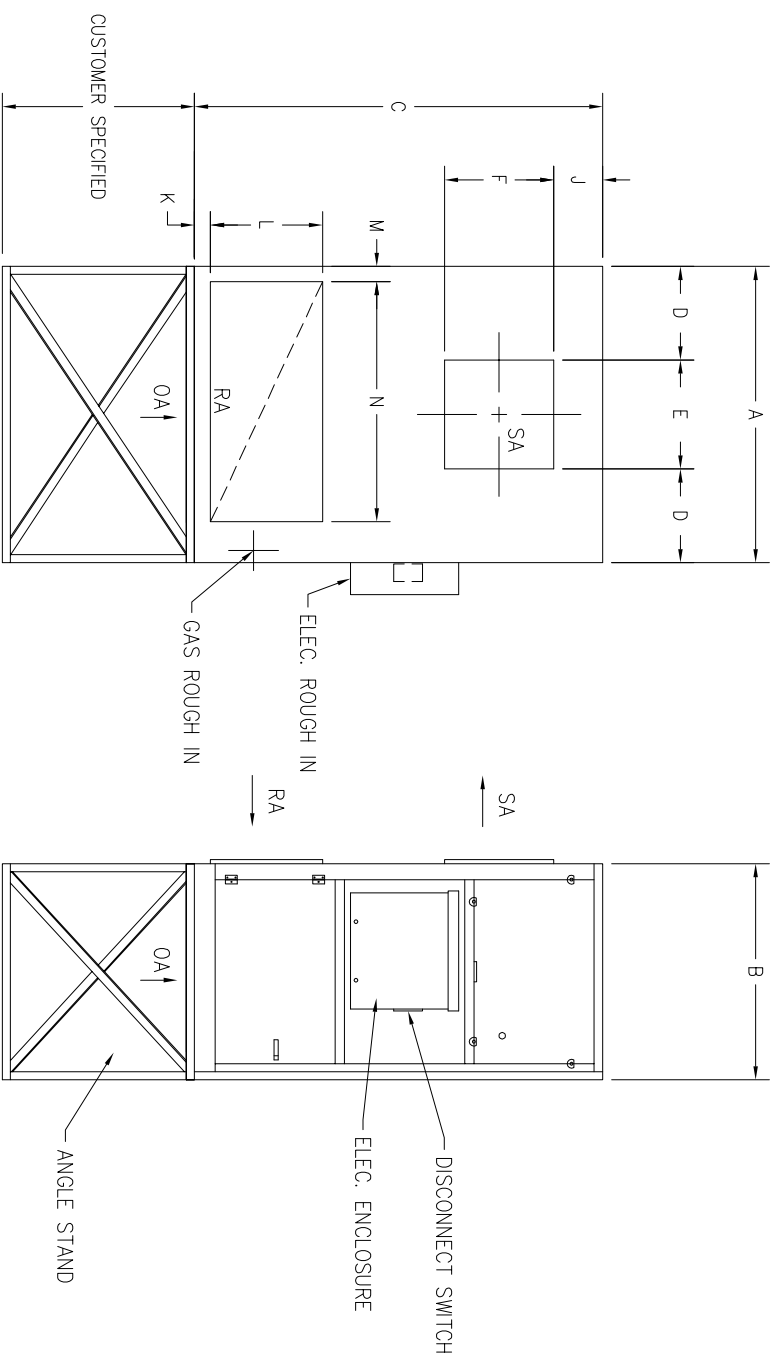 A
D
E
D
J
F
C
SA
M
N
L
RA
K
CUSTOMER SPECIFIED
OA
ELEC. ROUGH IN
GAS ROUGH IN
B
SA
RA
OA
DISCONNECT SWITCH
ELEC. ENCLOSURE
ANGLE STAND